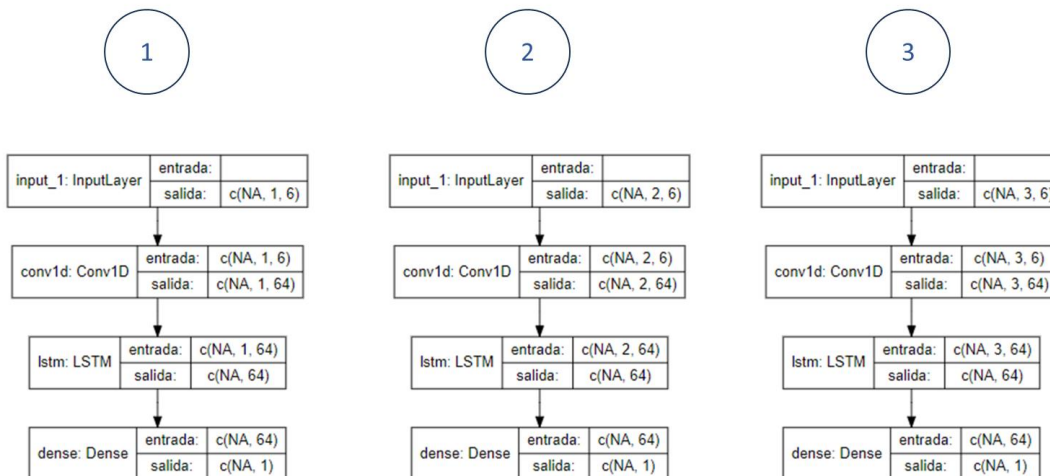 1
2
3
input_1: InputLayer
entrada:
salida: c(NA, 1, 6)
conv1d: Conv1D
entrada: c(NA, 1, 6)
salida: c(NA, 1, 64)
lstm: LSTM
entrada: c(NA, 1, 64)
salida: c(NA, 64)
dense: Dense
entrada: c(NA, 64)
salida: c(NA, 1)
input_1: InputLayer
entrada:
salida: c(NA, 2, 6)
conv1d: Conv1D
entrada: c(NA, 2, 6)
salida: c(NA, 2, 64)
lstm: LSTM
entrada: c(NA, 2, 64)
salida: c(NA, 64)
dense: Dense
entrada: c(NA, 64)
salida: c(NA, 1)
input_1: InputLayer
entrada:
salida: c(NA, 3, 6)
conv1d: Conv1D
entrada: c(NA, 3, 6)
salida: c(NA, 3, 64)
lstm: LSTM
entrada: c(NA, 3, 64)
salida: c(NA, 64)
dense: Dense
entrada: c(NA, 64)
salida: c(NA, 1)